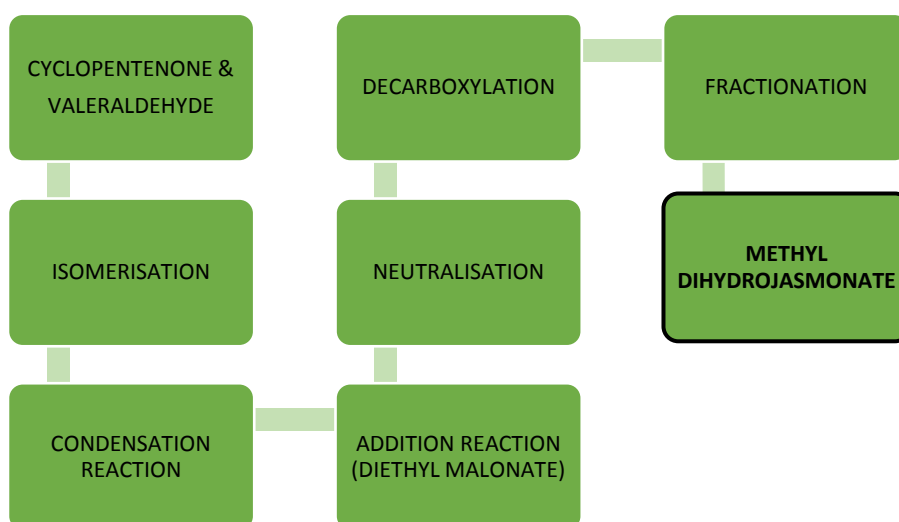 CYCLOPENTENONE &
VALERALDEHYDE
ISOMERISATION
CONDENSATION
REACTION
ADDITION REACTION
(DIETHYL MALONATE)
NEUTRALISATION
DECARBOXYLATION
FRACTIONATION
METHYL
DIHYDROJASMONATE